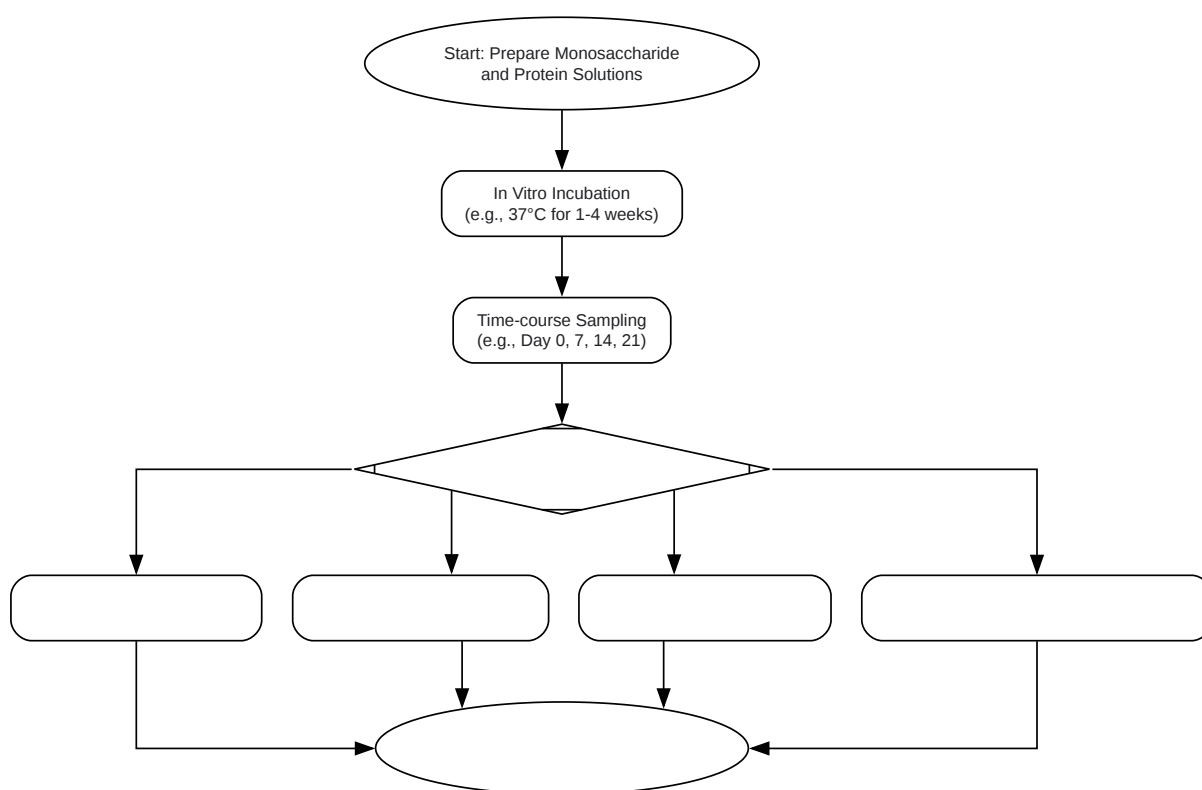 Start: Prepare Monosaccharide
and Protein Solutions
In Vitro Incubation
(e.g., 37°C for 1-4 weeks)
Time-course Sampling
(e.g., Day 0, 7, 14, 21)